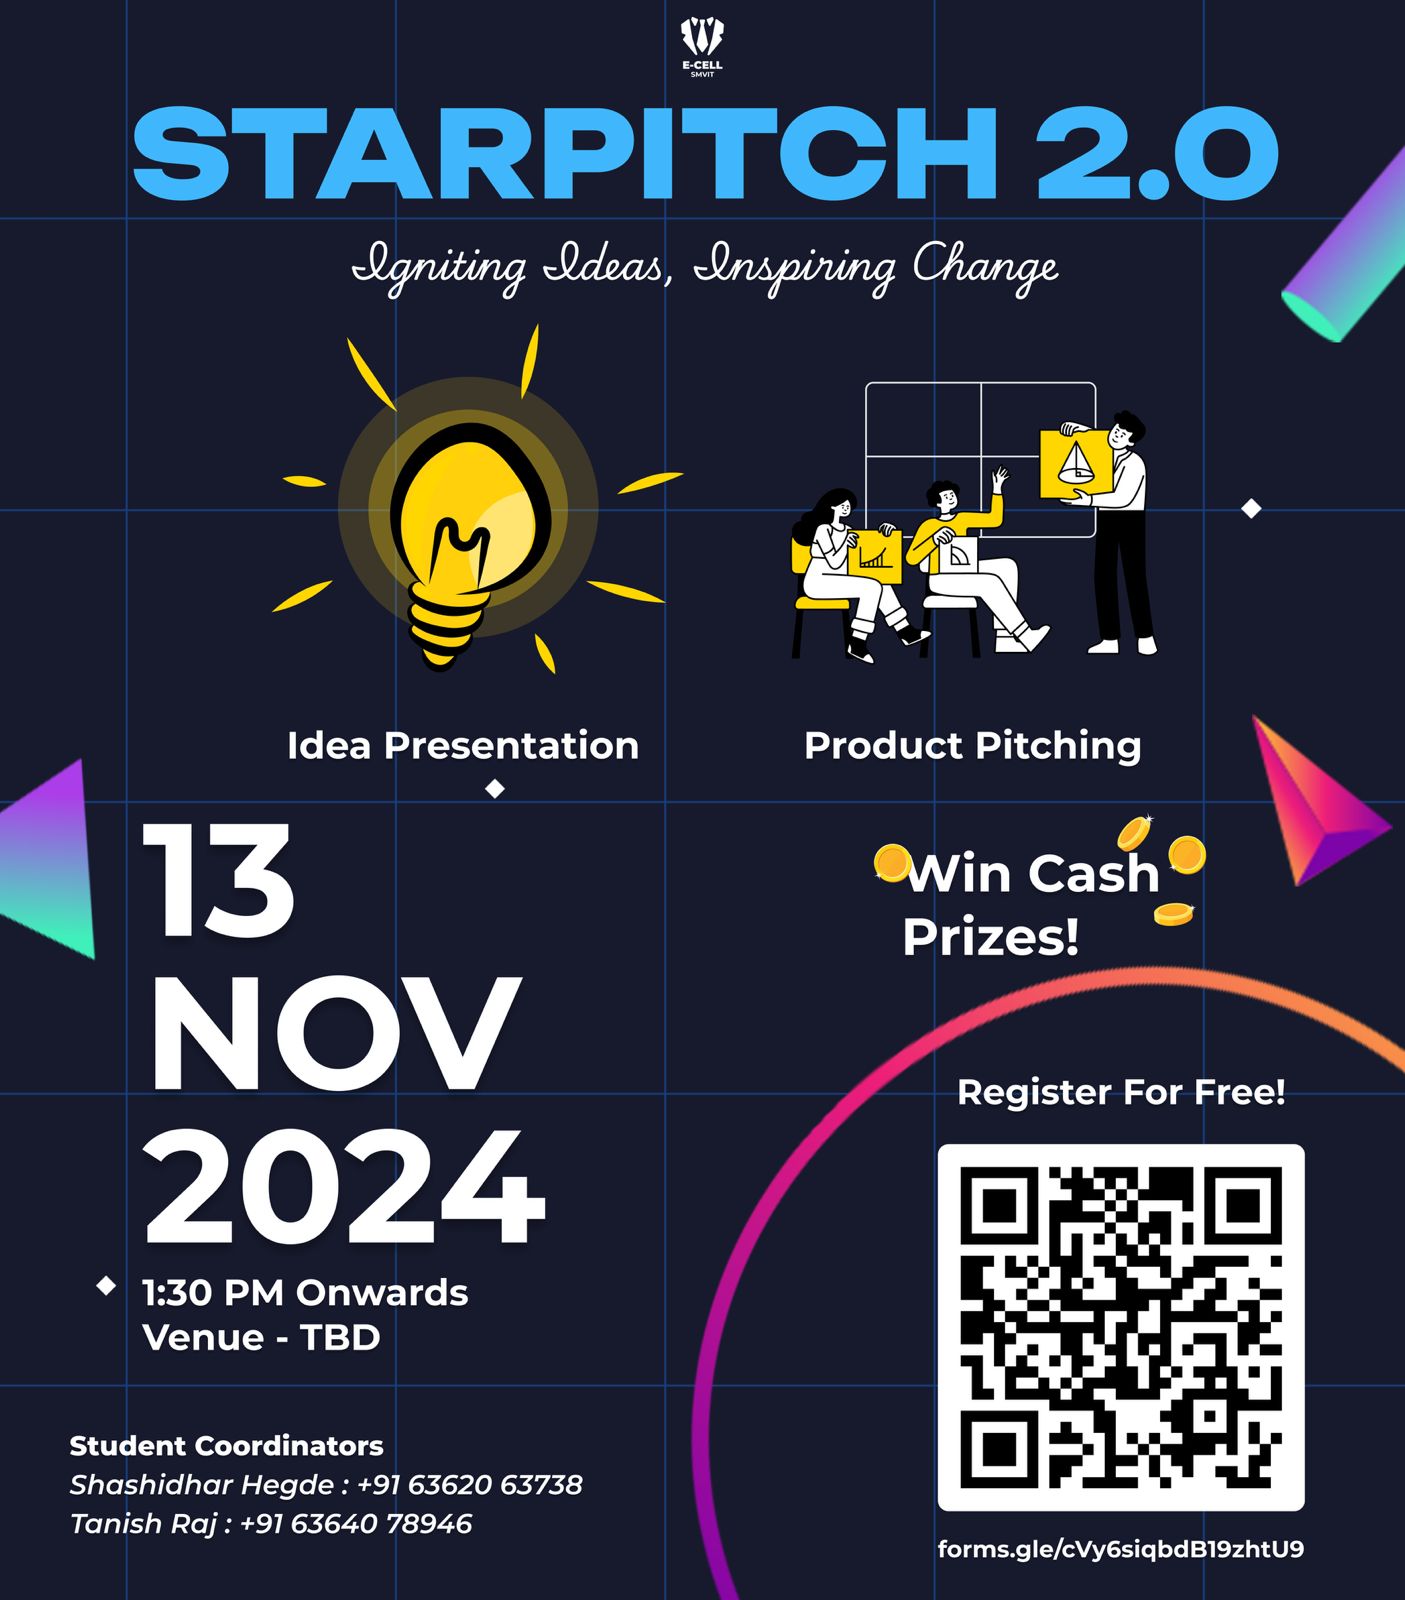 E-CELL
SMVIT
STARPITCH 2.0
Igniting Ideas, Inspiring Change
Idea Presentation
Product Pitching
13
NOV
2024
1:30 PM Onwards
Venue - TBD
Win Cash
Prizes!
Register For Free!
Student Coordinators
Shashidhar Hegde : +91 63620 63738
Tanish Raj : +91 63640 78946
forms.gle/cVy6siqbdB19zhtU9